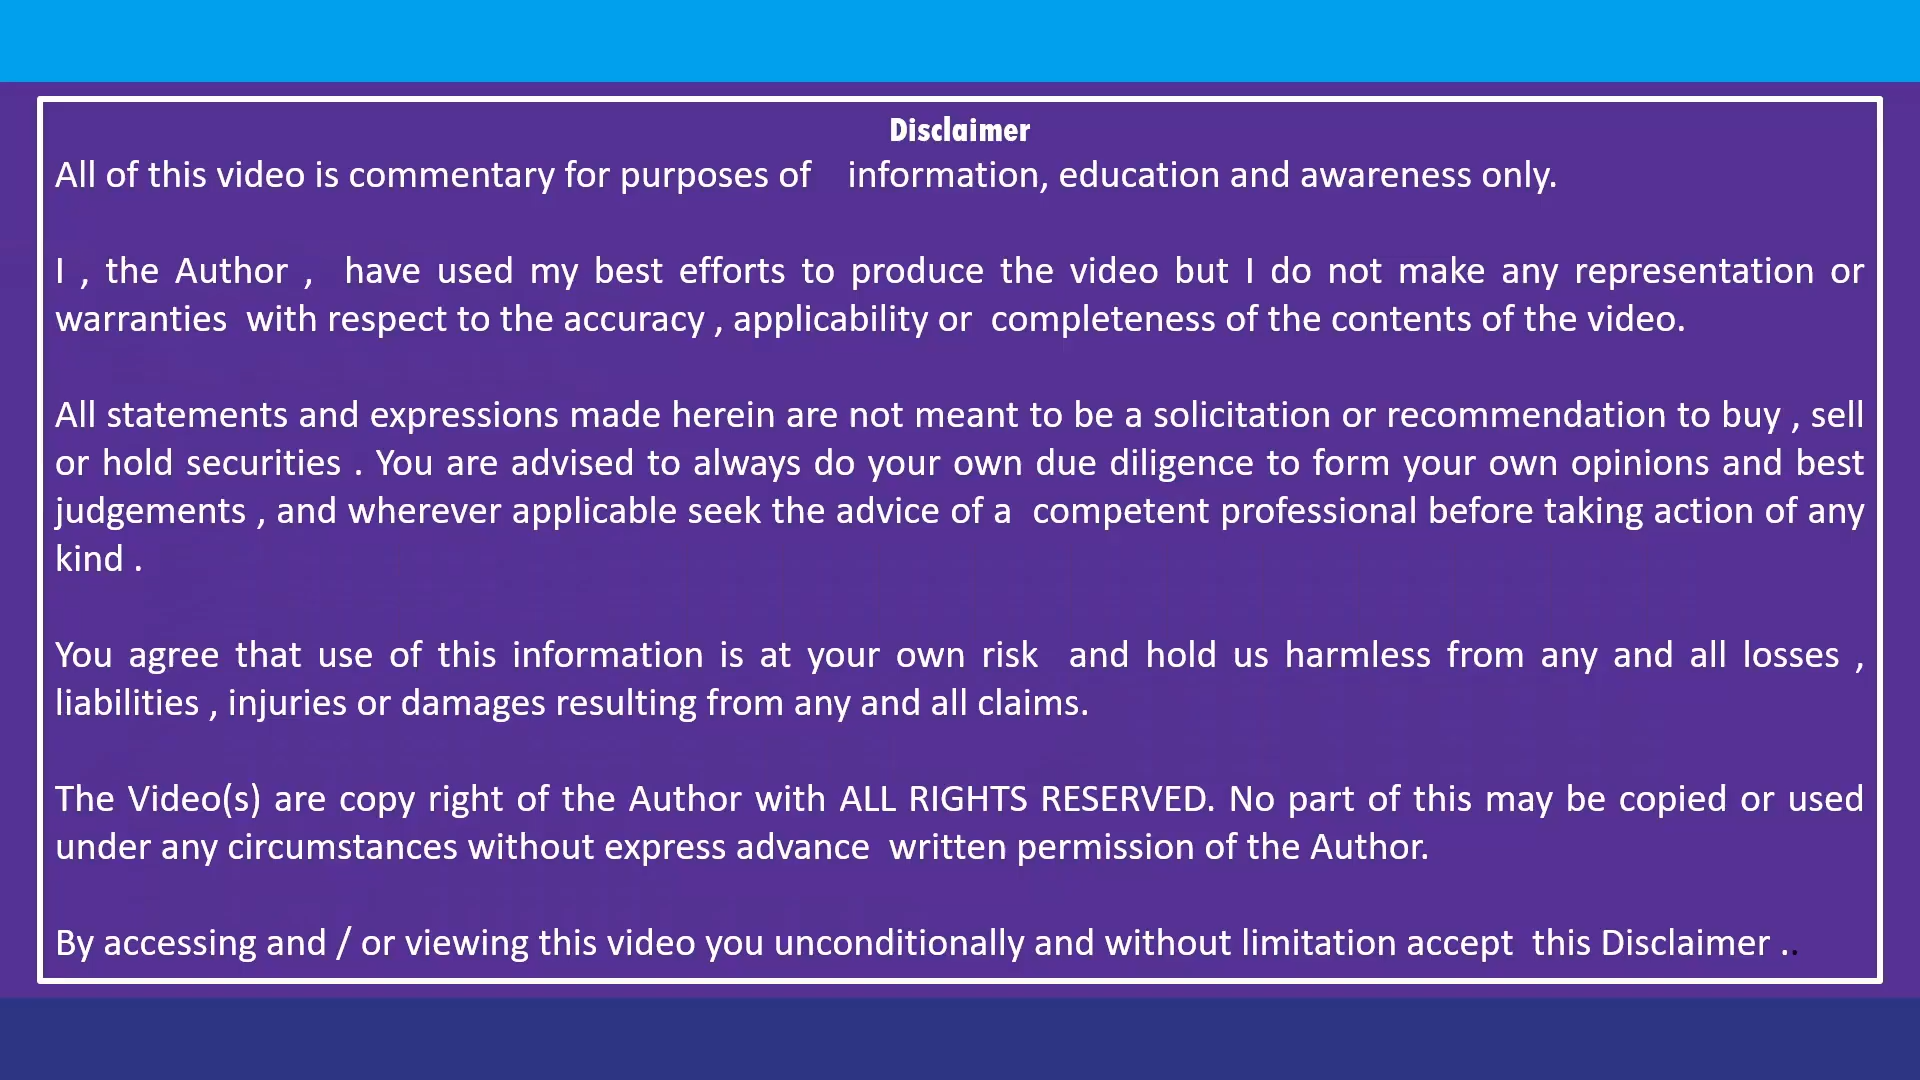 Disclaimer
All of this video is commentary for purposes of    information, education and awareness only.
I , the Author ,  have used my best efforts to produce the video but I do not make any representation or
warranties  with respect to the accuracy , applicability or  completeness of the contents of the video.
All statements and expressions made herein are not meant to be a solicitation or recommendation to buy , sell
or hold securities . You are advised to always do your own due diligence to form your own opinions and best
judgements , and wherever applicable seek the advice of a  competent professional before taking action of any
kind .
You agree that use of this information is at your own risk  and hold us harmless from any and all losses ,
liabilities , injuries or damages resulting from any and all claims.
The Video(s) are copy right of the Author with ALL RIGHTS RESERVED. No part of this may be copied or used
under any circumstances without express advance  written permission of the Author.
By accessing and / or viewing this video you unconditionally and without limitation accept  this Disclaimer ..